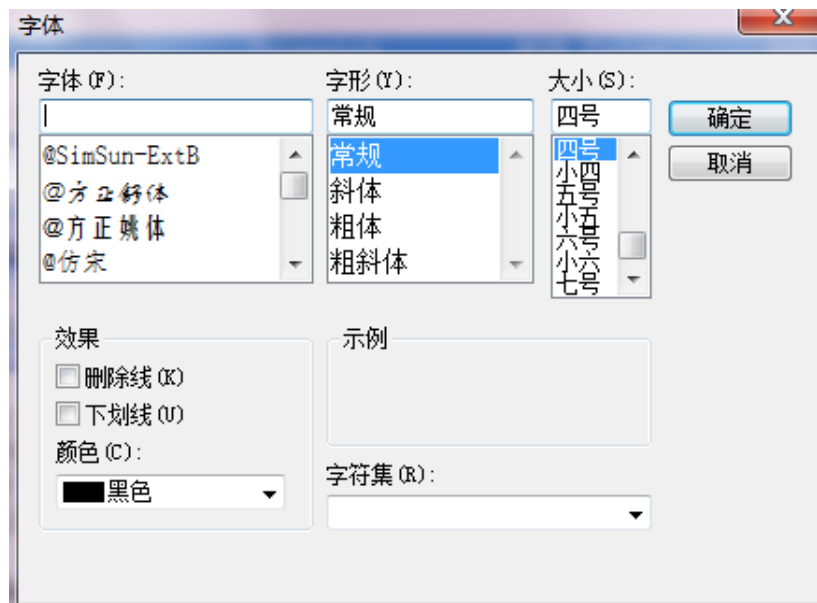 字体
字体(F):
字形(Y):
大小(S):
常规
四号
确定
@SimSun-ExtB
@方正舒体
@方正姚体
@仿宋
常规
斜体
粗体
粗斜体
四号
小四
五号
小五
六号
小六
七号
取消
效果
删除线(K)
下划线(U)
颜色(C):
黑色
示例
字符集(R):